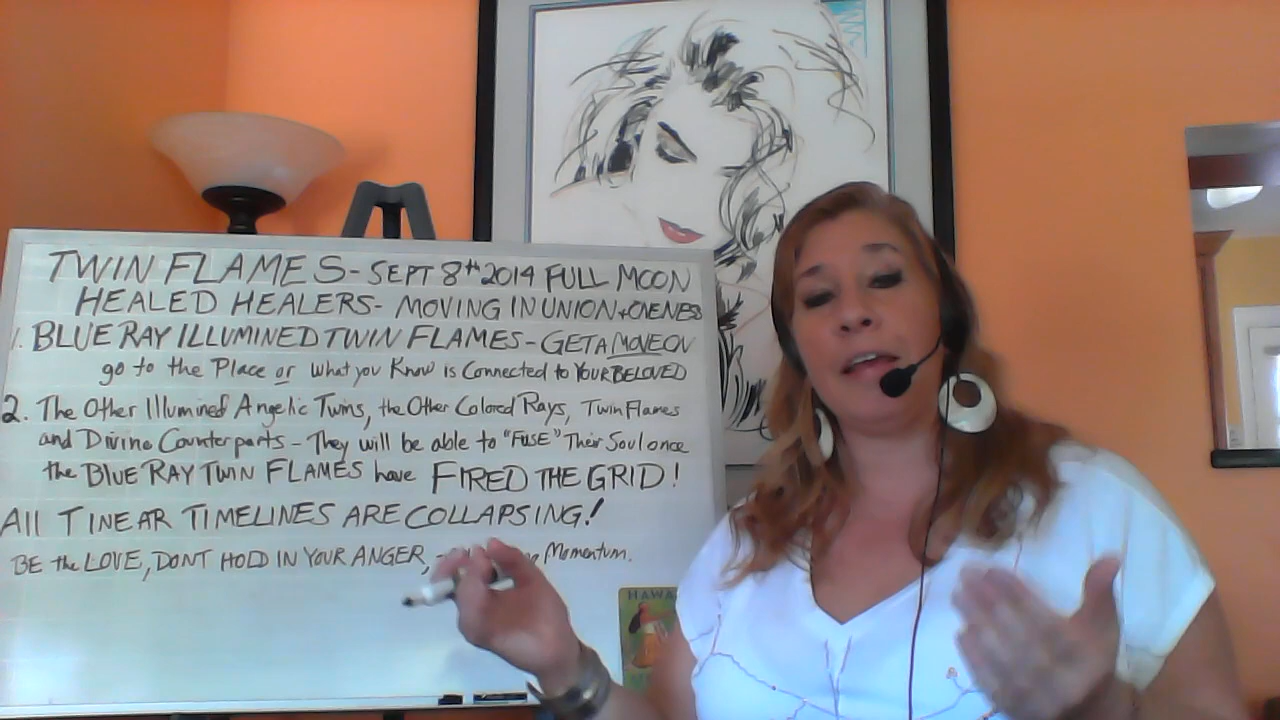 TWIN FLAMES - SEPT 8th 2014 FULL MOON
HEALED HEALERS - MOVING IN UNION + ONENESS
1. BLUE RAY ILLUMINED TWIN FLAMES - GET A MOVE ON
go to the Place or what you Know is Connected to YOUR BELOVED
2. The Other Illumined Angelic Twins, the Other Colored Rays, Twin Flames
and Divine Counterparts - They will be able to "FUSE" Their Soul once
the BLUE RAY TWIN FLAMES have FIRED THE GRID!
All TINEAR TIMELINES ARE COLLAPSING!
BE the LOVE, DONT HOLD IN YOUR ANGER, - Momentum.
HAWA